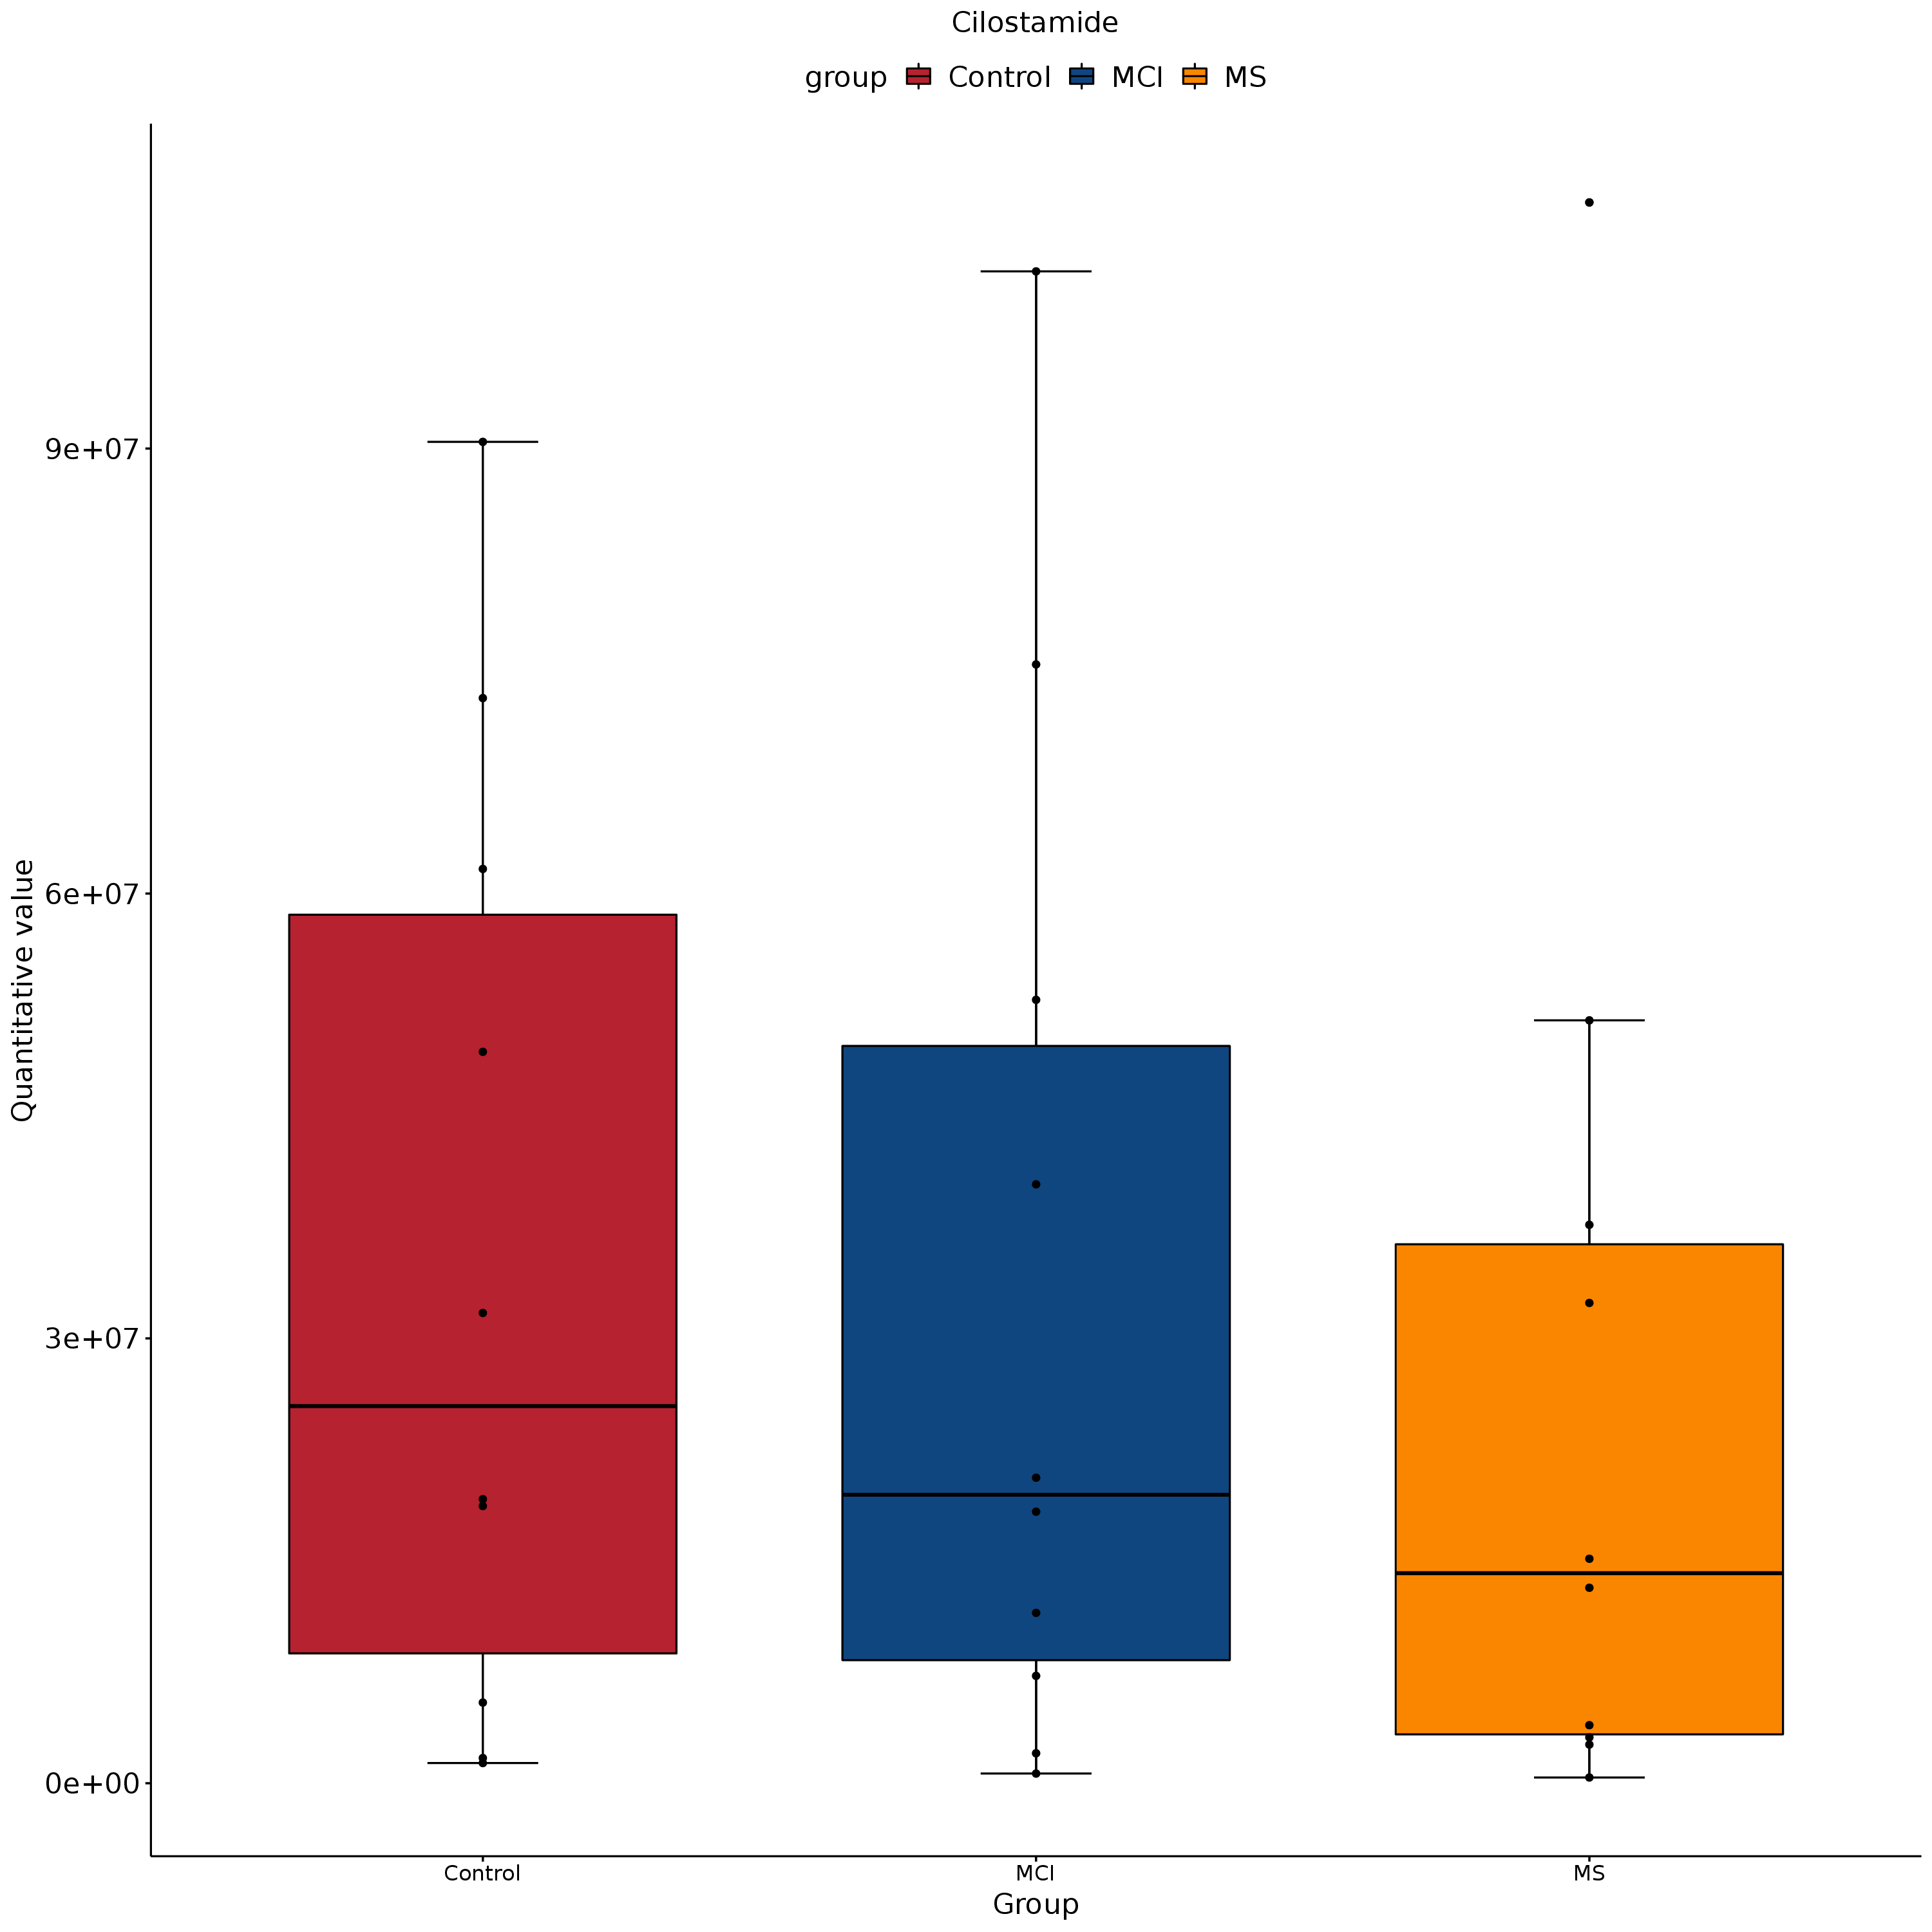 Cilostamide
group Control MCI MS
Quantitative value
9e+07
6e+07
3e+07
0e+00
Control MCI MS
Group